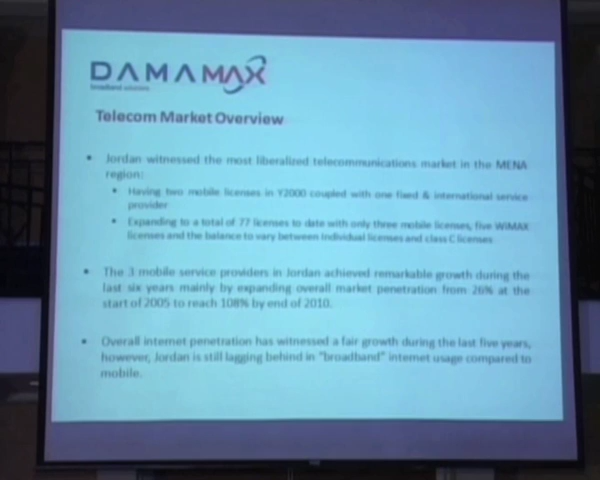 DAMAMAX
broadband solutions
Telecom Market Overview
• Jordan witnessed the most liberalized telecommunications market in the MENA
region:
• Having two mobile licenses in Y2000 coupled with one fixed & international service
provider
• Expanding to a total of 77 licenses to date with only three mobile licenses, five WiMAX
licenses and the balance to vary between Individual licenses and class C licenses
• The 3 mobile service providers in Jordan achieved remarkable growth during the
last six years mainly by expanding overall market penetration from 26% at the
start of 2005 to reach 108% by end of 2010.
• Overall internet penetration has witnessed a fair growth during the last five years,
however, Jordan is still lagging behind in "broadband" internet usage compared to
mobile.